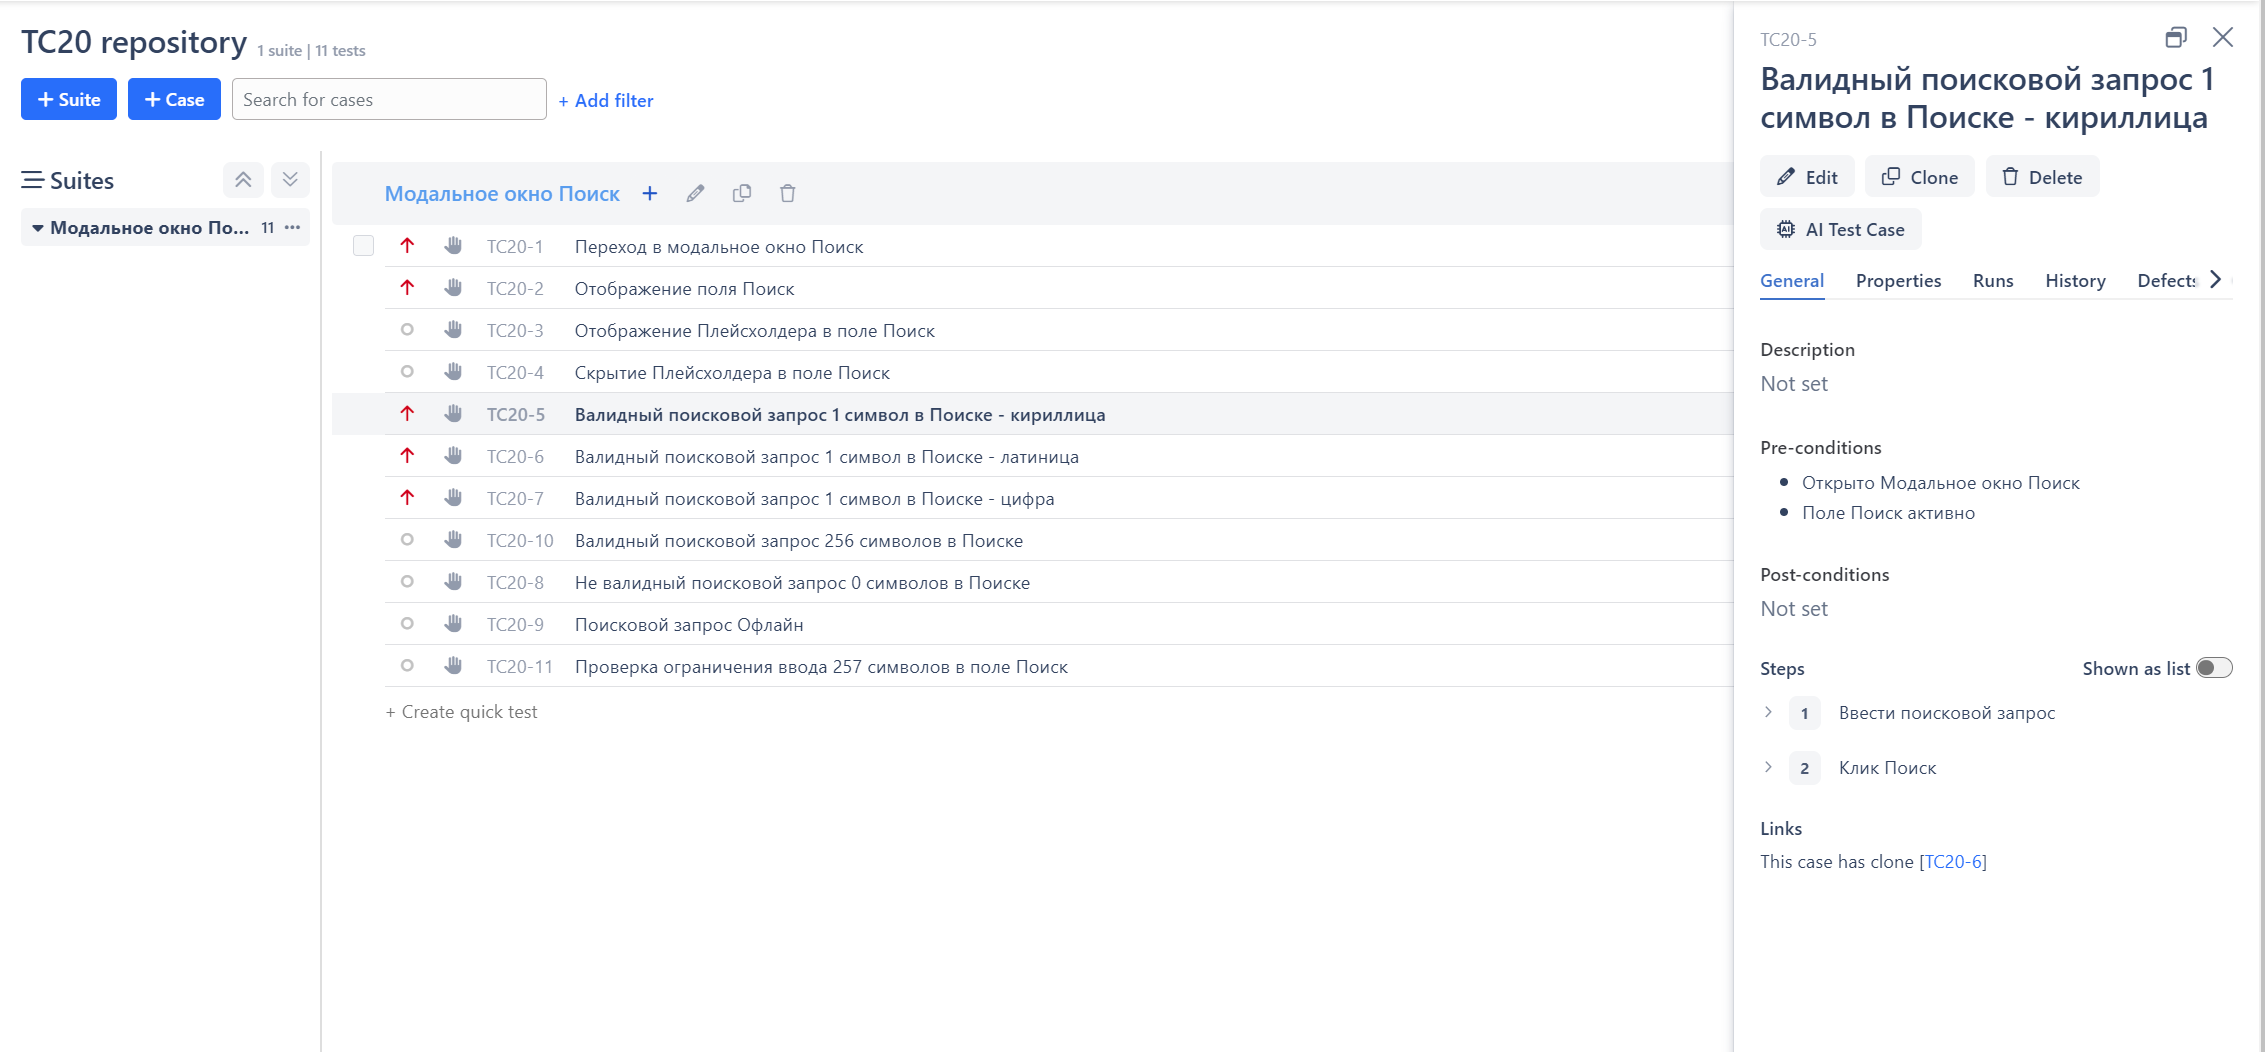 TC20 repository 1 suite | 11 tests
+ Suite
+ Case
Search for cases
+ Add filter
Suites
Модальное окно По... 11 ...
Модальное окно Поиск +
TC20-1 Переход в модальное окно Поиск
TC20-2 Отображение поля Поиск
TC20-3 Отображение Плейсхолдера в поле Поиск
TC20-4 Скрытие Плейсхолдера в поле Поиск
TC20-5 Валидный поисковой запрос 1 символ в Поиске - кириллица
TC20-6 Валидный поисковой запрос 1 символ в Поиске - латиница
TC20-7 Валидный поисковой запрос 1 символ в Поиске - цифра
TC20-10 Валидный поисковой запрос 256 символов в Поиске
TC20-8 Не валидный поисковой запрос 0 символов в Поиске
TC20-9 Поисковой запрос Офлайн
TC20-11 Проверка ограничения ввода 257 символов в поле Поиск
+ Create quick test
TC20-5
Валидный поисковой запрос 1
символ в Поиске - кириллица
Edit
Clone
Delete
AI Test Case
General Properties Runs History Defects
Description
Not set
Pre-conditions
• Открыто Модальное окно Поиск
• Поле Поиск активно
Post-conditions
Not set
Steps Shown as list
1 Ввести поисковой запрос
2 Клик Поиск
Links
This case has clone [TC20-6]